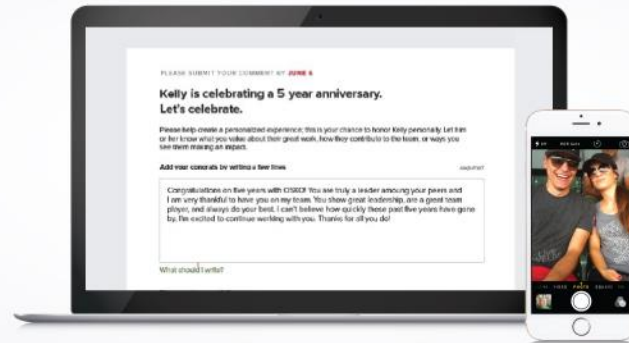 PLEASE SUBMIT YOUR COMMENT BY JUNE 5
Kelly is celebrating a 5 year anniversary.
Let's celebrate.
Please help create a personalized experience; this is your chance to honor Kelly personally. Let him
or her know what you value about their great work, how they contribute to the team, or ways you
see them making an impact.
Add your congrats by writing a few lines
Congratulations on five years with You are truly a leader among your peers and
I am very thankful to have you on my team. You show great leadership, are a great team
player, and always do your best. I can't believe how quickly these past five years have gone
by, I'm excited to continue working with you. Thanks for all you do!
What should I write?
VIDEO PHOTO SQUARE